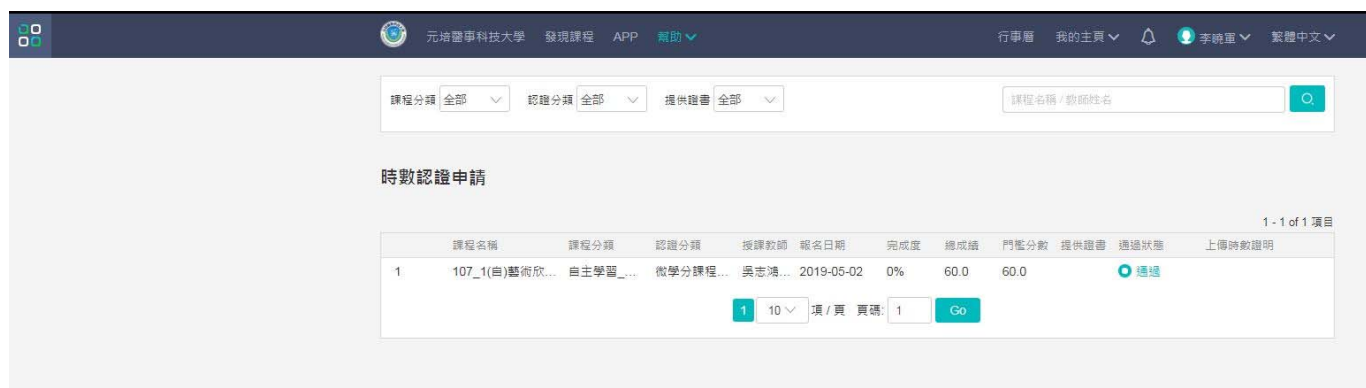 元培醫事科技大學 發現課程 APP 幫助 行事曆 我的主頁 李曉軍 繁體中文
課程分類 全部 認證分類 全部 提供證書 全部 課程名稱 / 教師姓名
時數認證申請
1 - 1 of 1 項目
課程名稱 課程分類 認證分類 授課教師 報名日期 完成度 總成績 門檻分數 提供證書 通過狀態 上傳時數證明
1 107_1(自)藝術欣... 自主學習_... 微學分課程... 吳志鴻... 2019-05-02 0% 60.0 60.0 通過
1 10 項 / 頁 頁碼: 1 Go